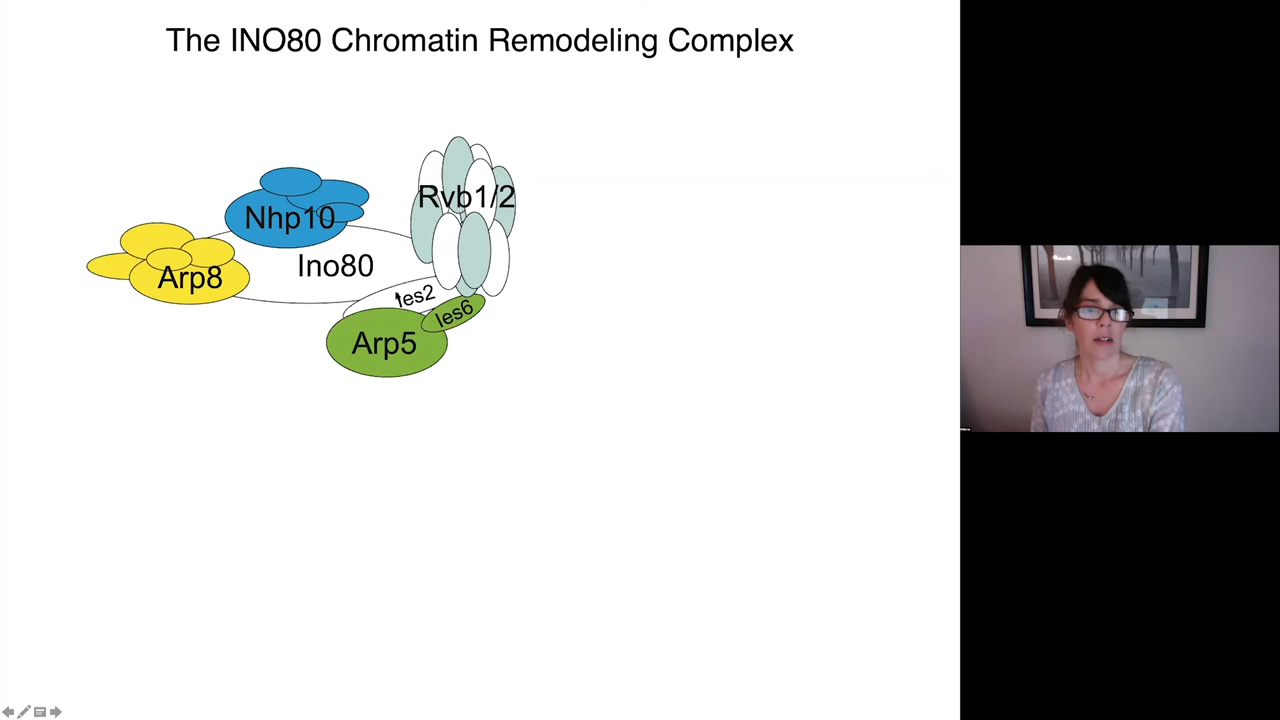 The INO80 Chromatin Remodeling Complex
Rvb1/2
Nhp10
Ino80
Arp8
Ies2
Ies6
Arp5